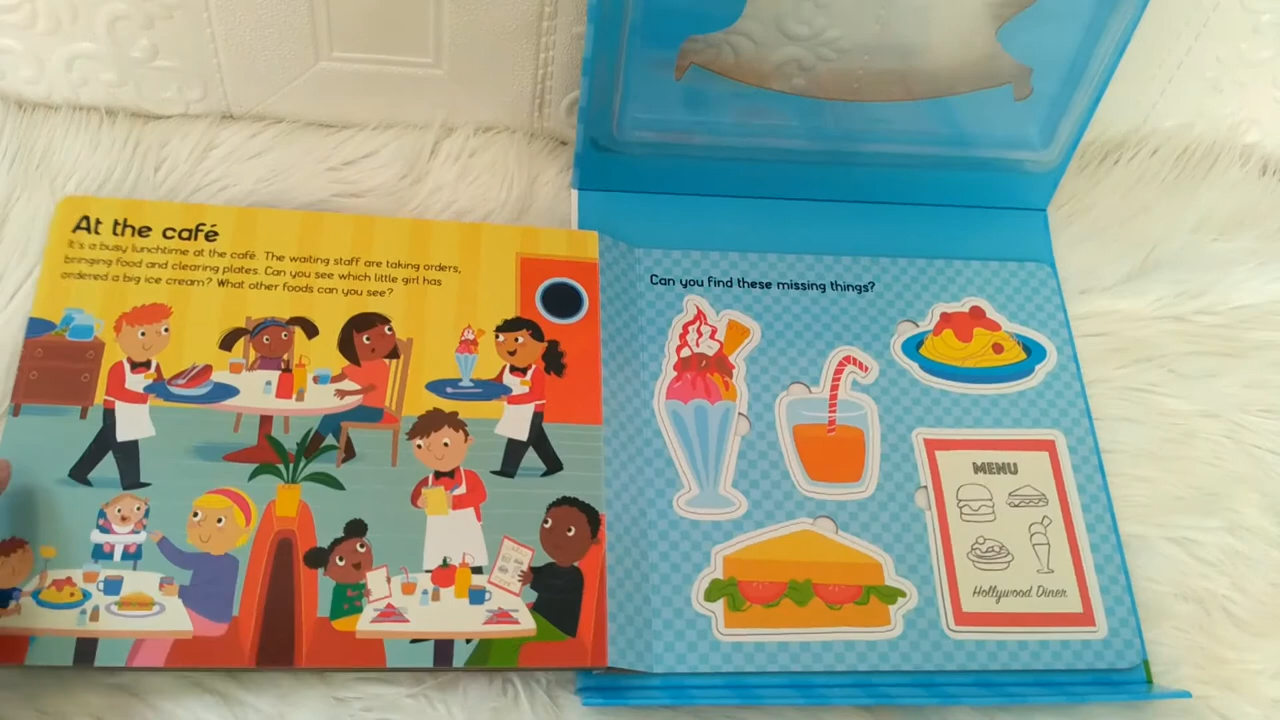 At the café
It's a busy lunchtime at the café. The waiting staff are taking orders,
bringing food and clearing plates. Can you see which little girl has
ordered a big ice cream? What other foods can you see?
Can you find these missing things?
MENU
Hollywood Diner